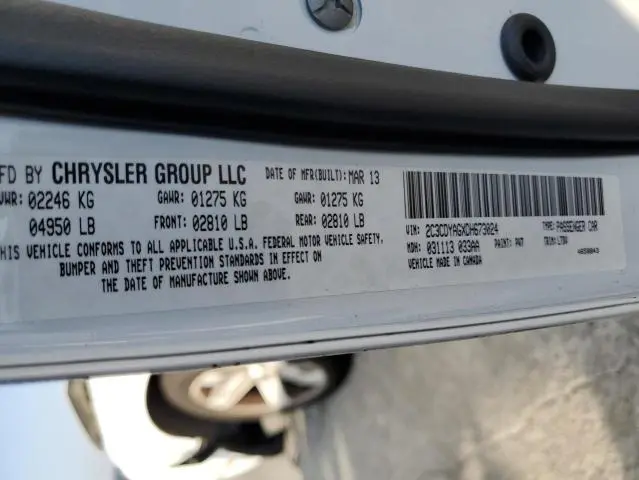 FD BY CHRYSLER GROUP LLC DATE OF MFR(BUILT): MAR 13
VWR: 02246 KG GAWR: 01275 KG GAWR: 01275 KG
04950 LB FRONT: 02810 LB REAR: 02810 LB
HIS VEHICLE CONFORMS TO ALL APPLICABLE U.S.A. FEDERAL MOTOR VEHICLE SAFETY,
BUMPER AND THEFT PREVENTION STANDARDS IN EFFECT ON
THE DATE OF MANUFACTURE SHOWN ABOVE.
VIN: 2C3CDYAGXDH673024 TYPE: PASSENGER CAR
MDH: 031113 033AA PAINT: PW7 TRIM: LTDV
VEHICLE MADE IN CANADA